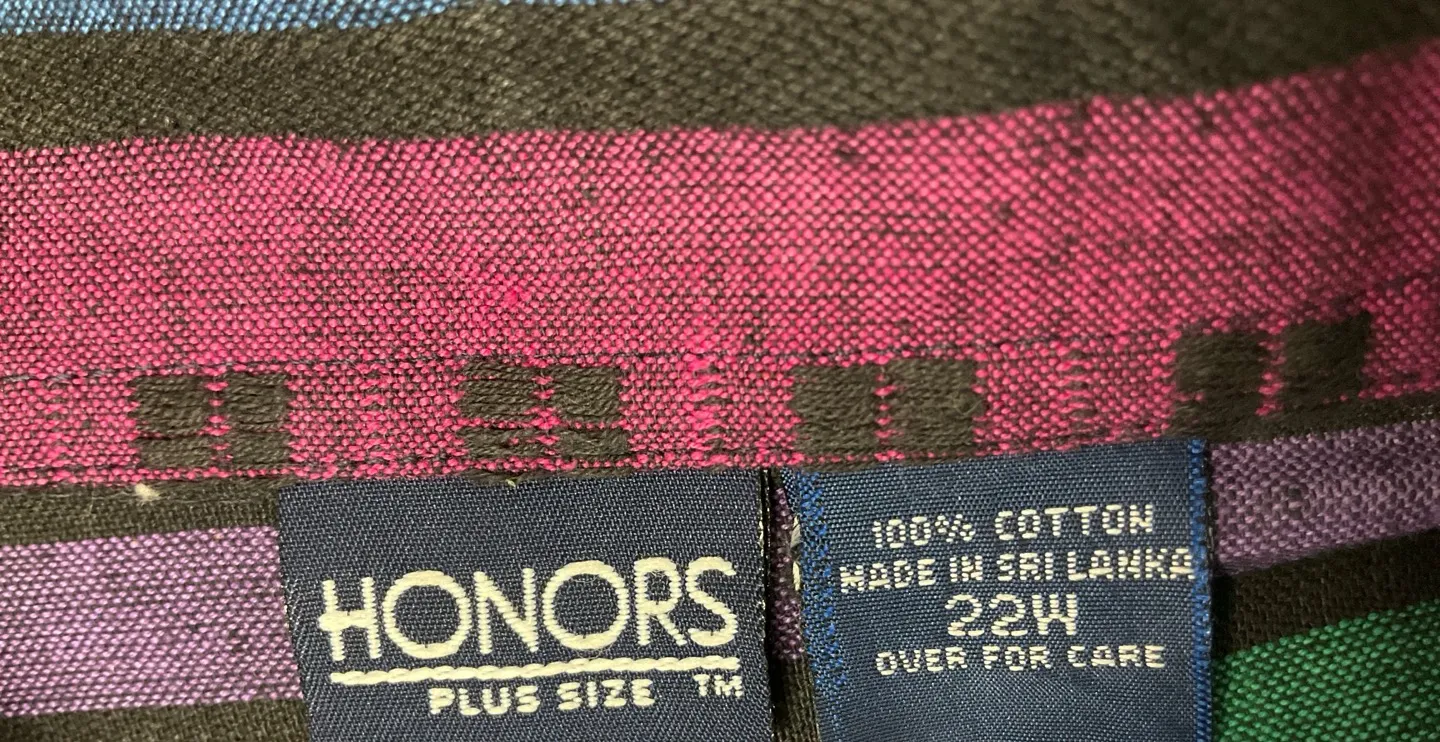 HONORS
PLUS SIZE ™
100% COTTON
MADE IN SRI LANKA
22W
OVER FOR CARE